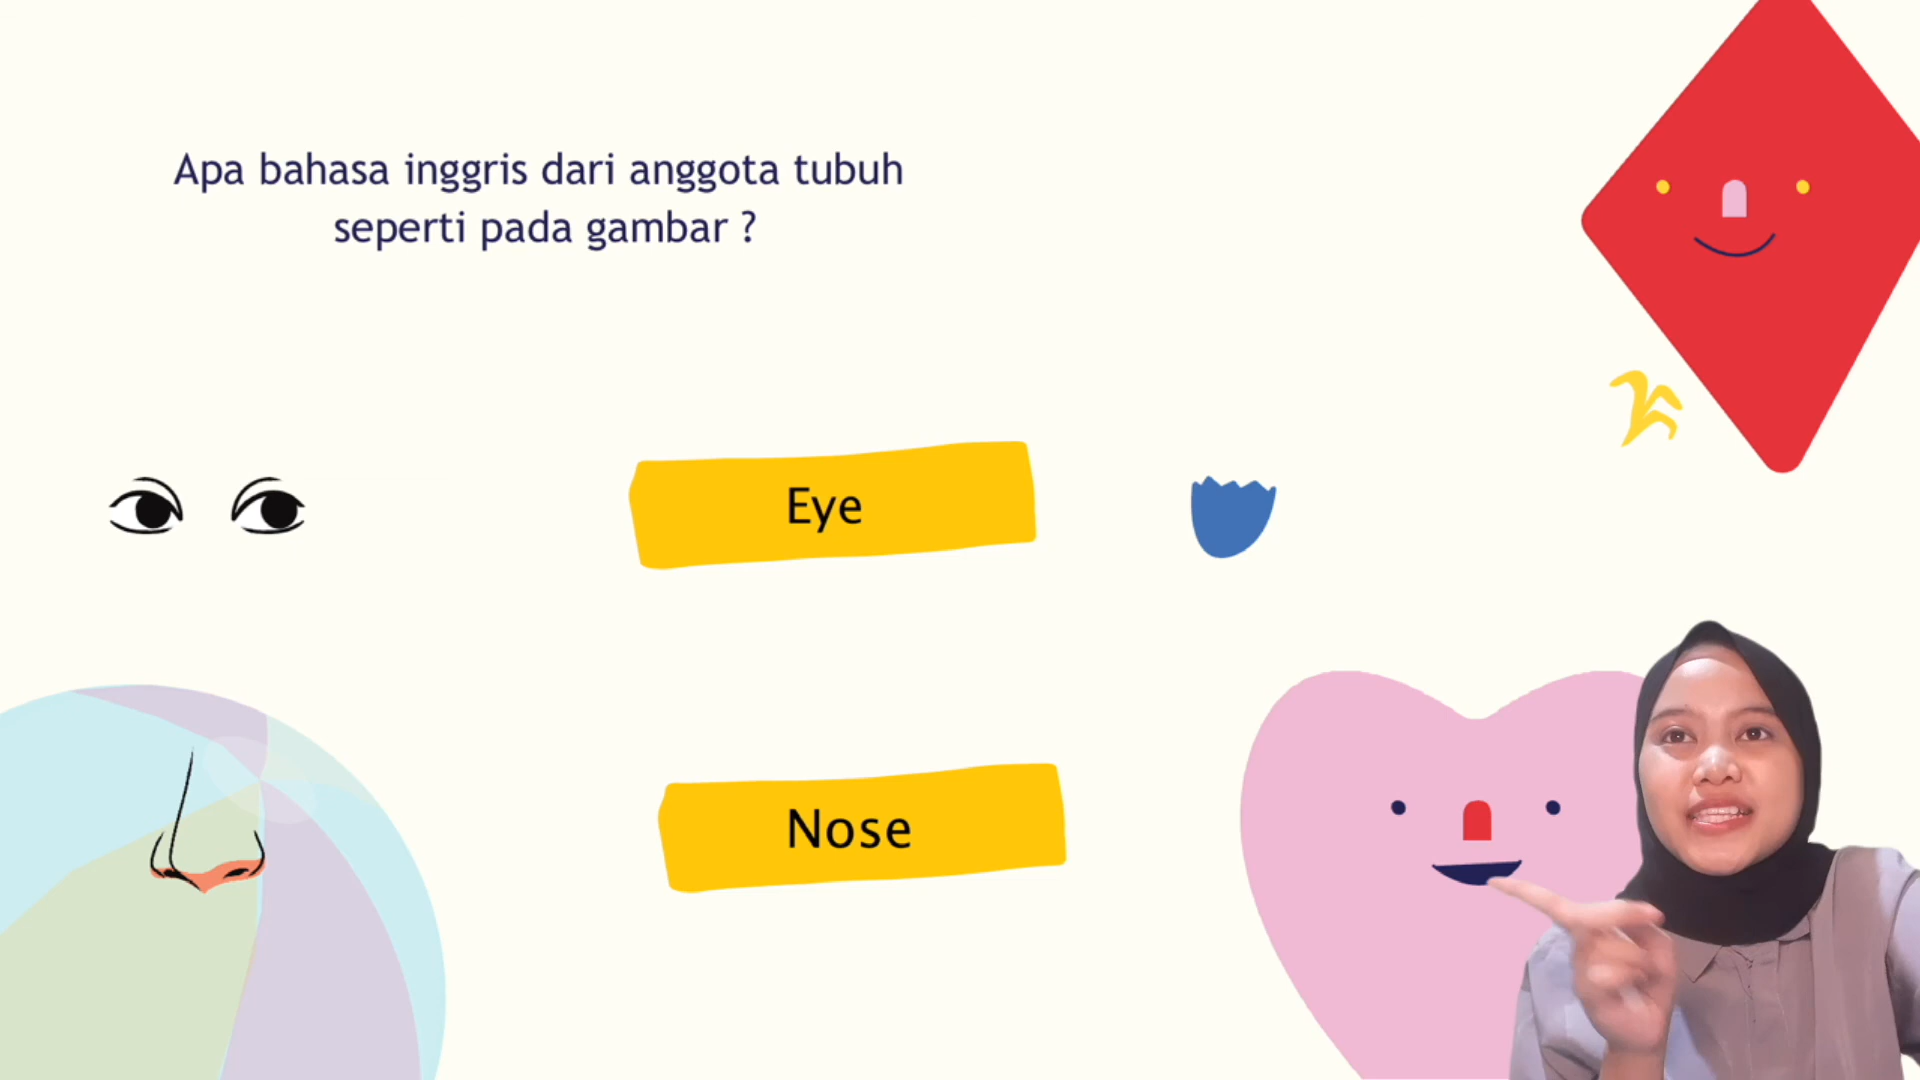 Apa bahasa inggris dari anggota tubuh
seperti pada gambar ?
Eye
Nose